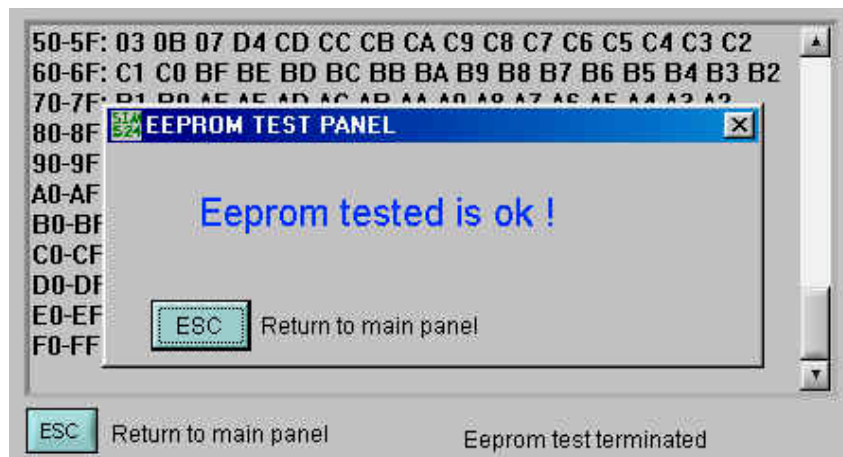 50-5F: 03 0B 07 D4 CD CC CB CA C9 C8 C7 C6 C5 C4 C3 C2
60-6F: C1 C0 BF BE BD BC BB BA B9 B8 B7 B6 B5 B4 B3 B2
70-7F:
80-8F
EEPROM TEST PANEL
90-9F
A0-AF
Eeprom tested is ok !
B0-BF
C0-CF
D0-DF
E0-EF
ESC Return to main panel
F0-FF
ESC Return to main panel
Eeprom test terminated